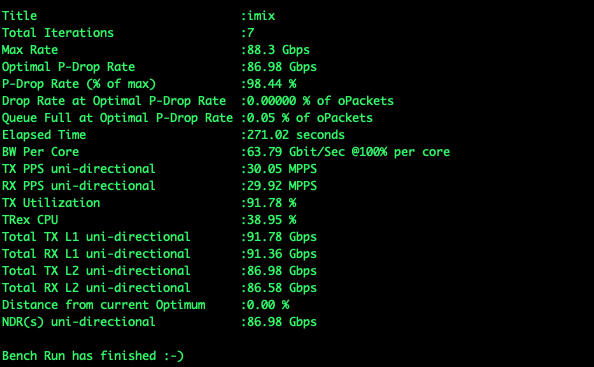 Title :imix
Total Iterations :7
Max Rate :88.3 Gbps
Optimal P-Drop Rate :86.98 Gbps
P-Drop Rate (% of max) :98.44 %
Drop Rate at Optimal P-Drop Rate :0.00000 % of oPackets
Queue Full at Optimal P-Drop Rate :0.05 % of oPackets
Elapsed Time :271.02 seconds
BW Per Core :63.79 Gbit/Sec @100% per core
TX PPS uni-directional :30.05 MPPS
RX PPS uni-directional :29.92 MPPS
TX Utilization :91.78 %
TRex CPU :38.95 %
Total TX L1 uni-directional :91.78 Gbps
Total RX L1 uni-directional :91.36 Gbps
Total TX L2 uni-directional :86.98 Gbps
Total RX L2 uni-directional :86.58 Gbps
Distance from current Optimum :0.00 %
NDR(s) uni-directional :86.98 Gbps
Bench Run has finished :-)